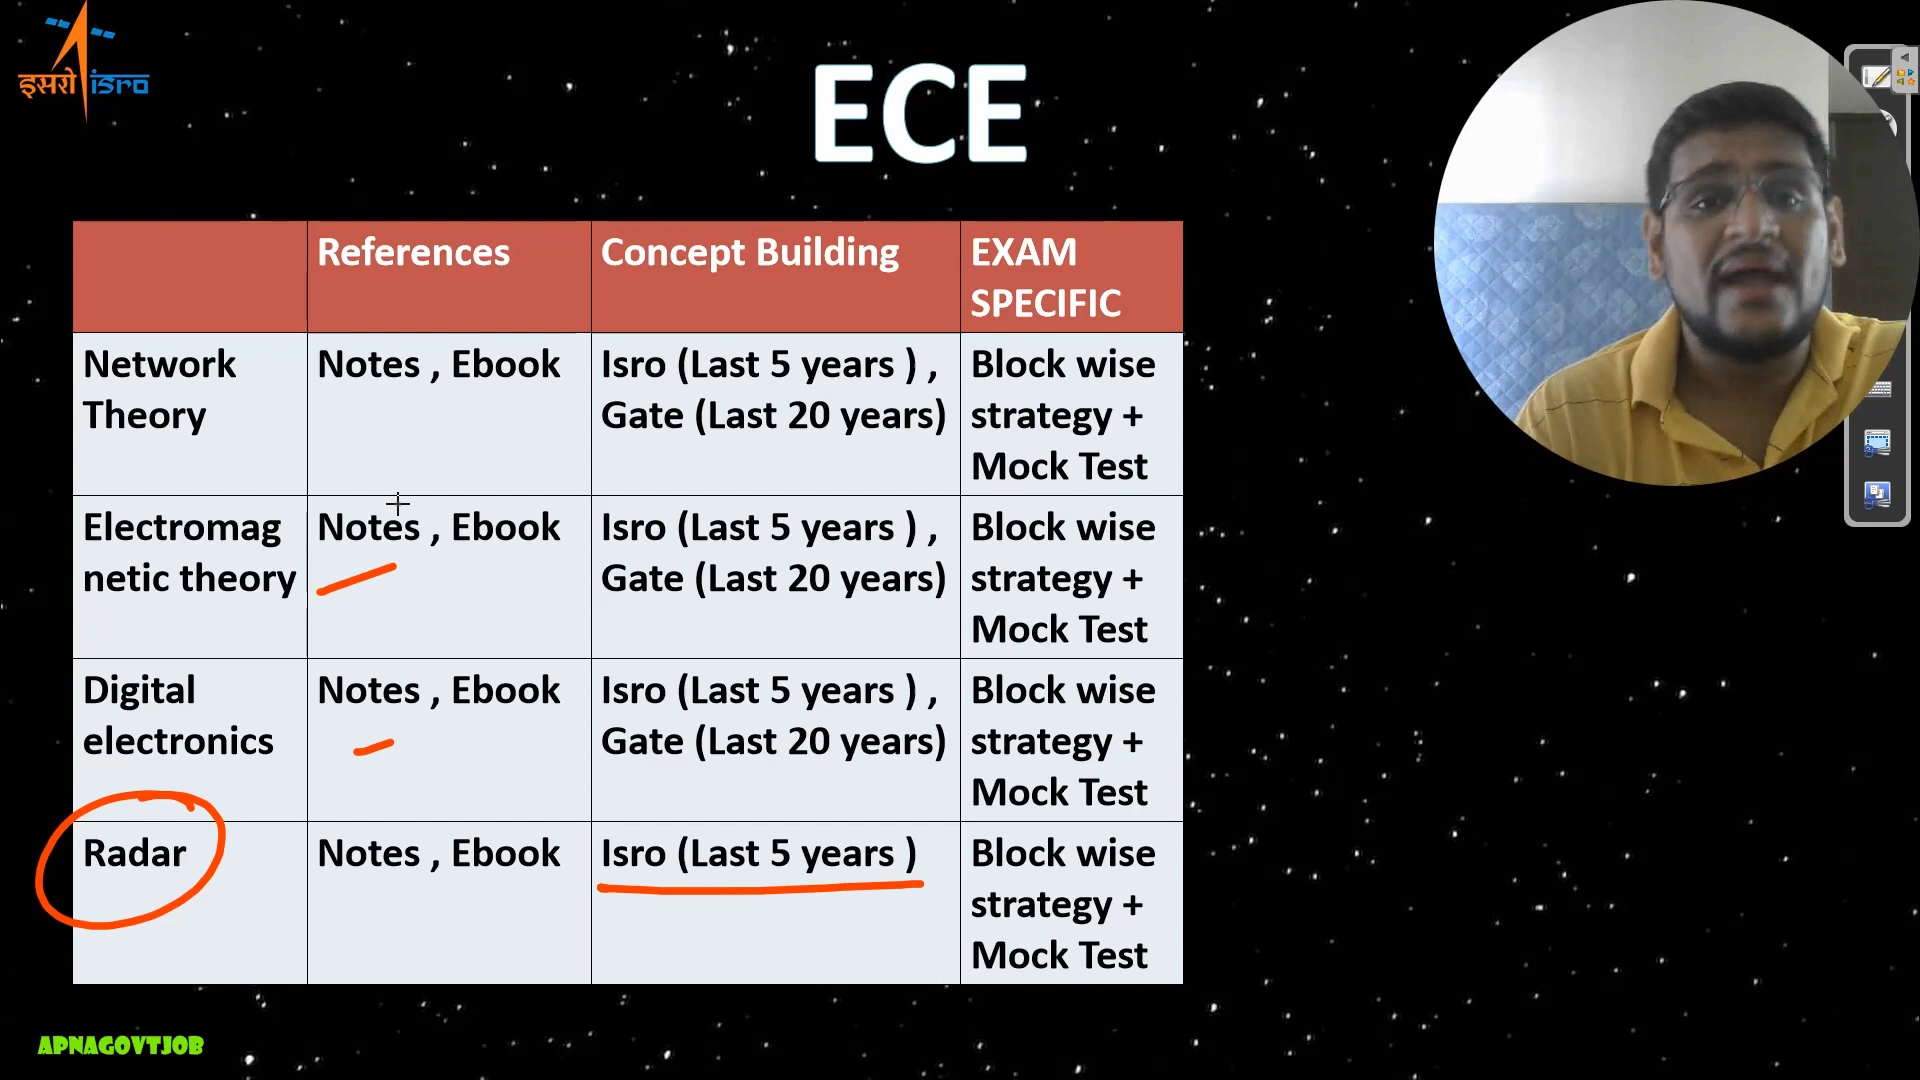 इसरो isro
ECE
References Concept Building EXAM
SPECIFIC
Network Notes , Ebook Isro (Last 5 years ) , Block wise
Theory Gate (Last 20 years) strategy +
Mock Test
Electromag Notes , Ebook Isro (Last 5 years ) , Block wise
netic theory Gate (Last 20 years) strategy +
Mock Test
Digital Notes , Ebook Isro (Last 5 years ) , Block wise
electronics Gate (Last 20 years) strategy +
Mock Test
Radar Notes , Ebook Isro (Last 5 years ) Block wise
strategy +
Mock Test
APNAGOVTJOB